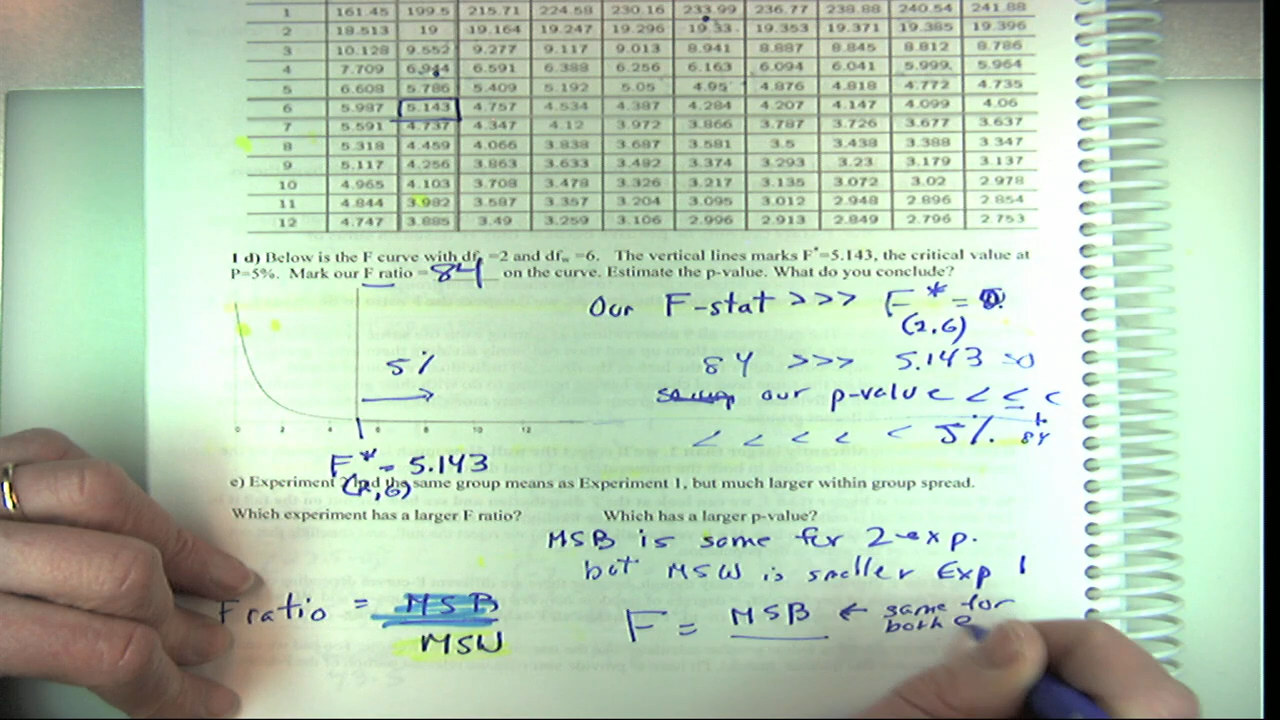 1 161.45 199.5 215.71 224.58 230.16 233.99 236.77 238.88 240.54 241.88
2 18.513 19 19.164 19.247 19.296 19.33 19.353 19.371 19.385 19.396
3 10.128 9.552 9.277 9.117 9.013 8.941 8.887 8.845 8.812 8.786
4 7.709 6.944 6.591 6.388 6.256 6.163 6.094 6.041 5.999 5.964
5 6.608 5.786 5.409 5.192 5.05 4.95 4.876 4.818 4.772 4.735
6 5.987 5.143 4.757 4.534 4.387 4.284 4.207 4.147 4.099 4.06
7 5.591 4.737 4.347 4.12 3.972 3.866 3.787 3.726 3.677 3.637
8 5.318 4.459 4.066 3.838 3.687 3.581 3.5 3.438 3.388 3.347
9 5.117 4.256 3.863 3.633 3.482 3.374 3.293 3.23 3.179 3.137
10 4.965 4.103 3.708 3.478 3.326 3.217 3.135 3.072 3.02 2.978
11 4.844 3.982 3.587 3.357 3.204 3.095 3.012 2.948 2.896 2.854
12 4.747 3.885 3.49 3.259 3.106 2.996 2.913 2.849 2.796 2.753
1 d) Below is the F curve with df =2 and dfw =6. The vertical lines marks F*=5.143, the critical value at
P=5%. Mark our F ratio = 84 on the curve. Estimate the p-value. What do you conclude?
Our F-stat >>> F* =
(2,6)
5%
84 >>> 5.143 so
our p-value < < <
< < < < < 5%. 84
0 2 4 6 8 10 12
F* = 5.143
(2,6)
e) Experiment 2 had the same group means as Experiment 1, but much larger within group spread.
Which experiment has a larger F ratio? Which has a larger p-value?
MSB is same for 2 exp.
but MSW is smaller Exp 1
F ratio = MSB
MSW
F = MSB ← same for
both e